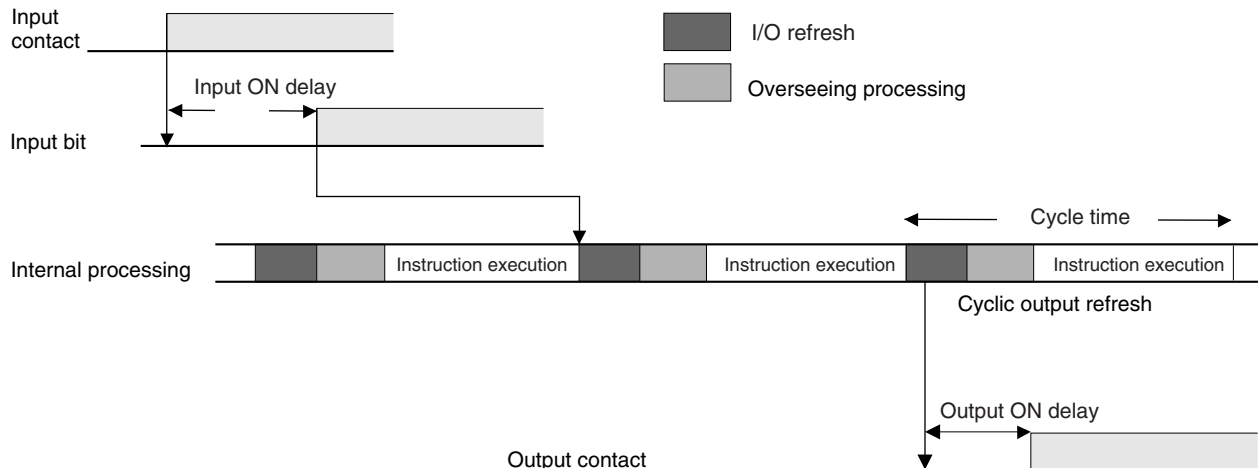 Input
contact
I/O refresh
Overseeing processing
Input ON delay
Input bit
Cycle time
Internal processing
Instruction execution
Instruction execution
Instruction execution
Cyclic output refresh
Output ON delay
Output contact